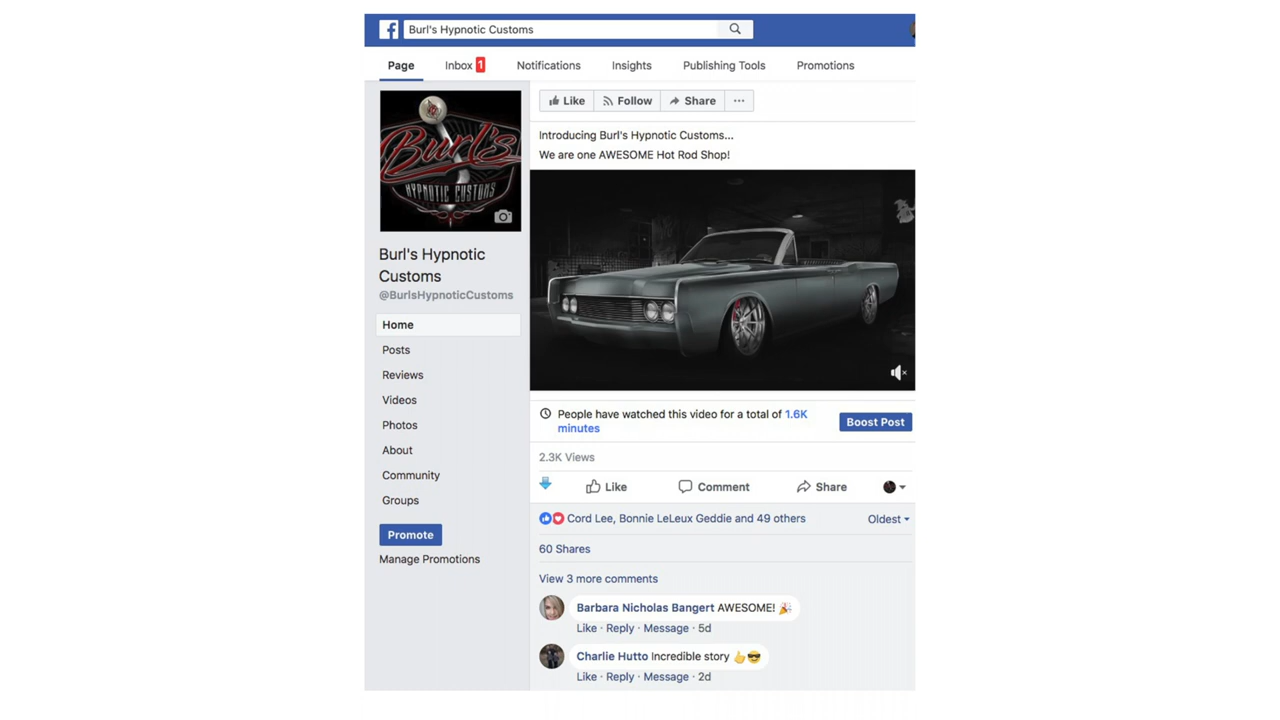 Burl's Hypnotic Customs
Page Inbox 1 Notifications Insights Publishing Tools Promotions
Burl's
HYPNOTIC CUSTOMS
Burl's Hypnotic
Customs
@BurlsHypnoticCustoms
Home
Posts
Reviews
Videos
Photos
About
Community
Groups
Promote
Manage Promotions
Like Follow Share ...
Introducing Burl's Hypnotic Customs...
We are one AWESOME Hot Rod Shop!
People have watched this video for a total of 1.6K
minutes
Boost Post
2.3K Views
Like Comment Share
Cord Lee, Bonnie LeLeux Geddie and 49 others
Oldest
60 Shares
View 3 more comments
Barbara Nicholas Bangert AWESOME! 🎉
Like · Reply · Message · 5d
Charlie Hutto Incredible story 👍😎
Like · Reply · Message · 2d